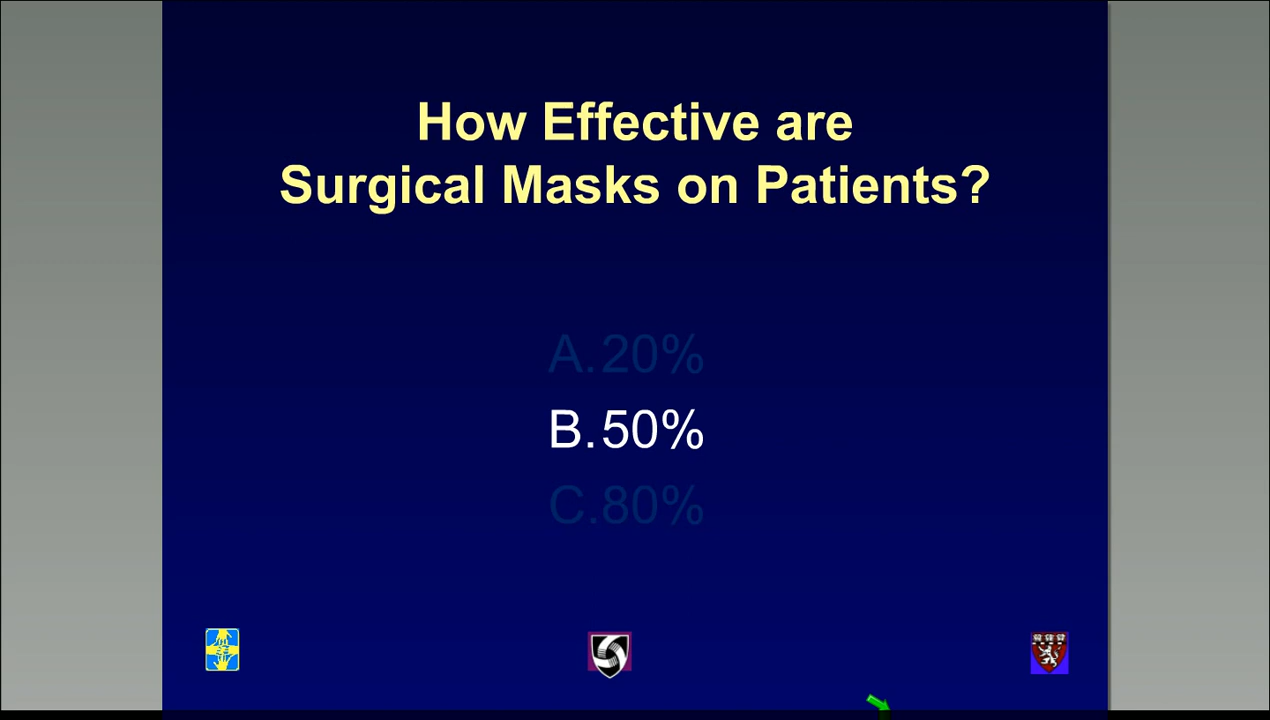 How Effective are
Surgical Masks on Patients?
A. 20%
B. 50%
C. 80%